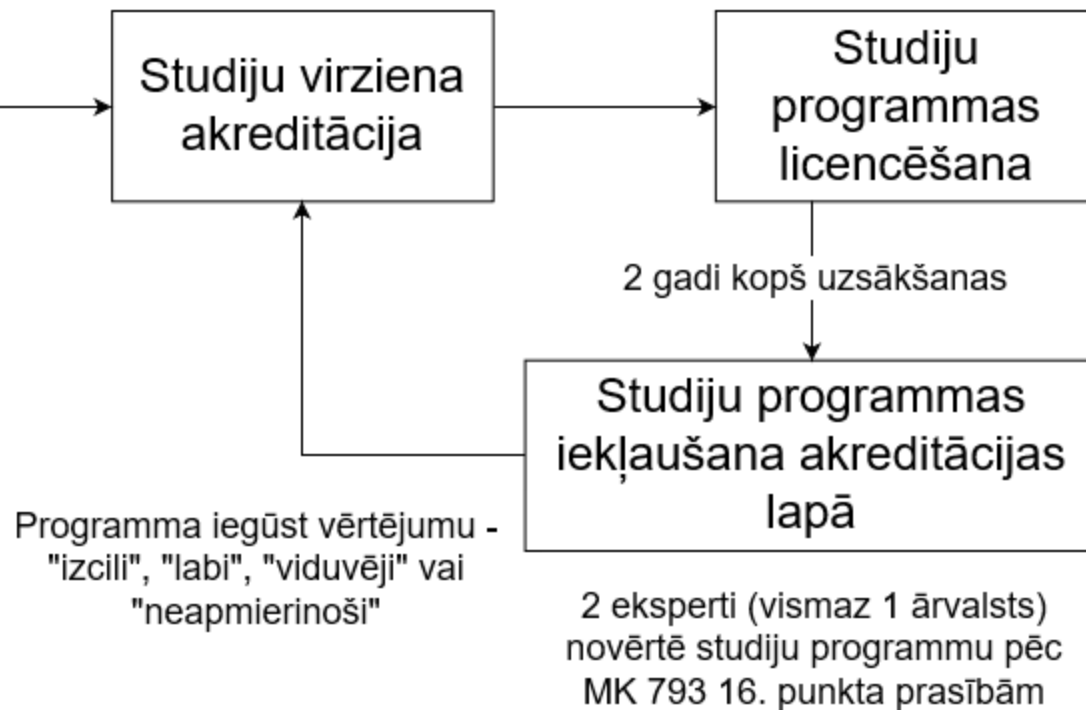 Studiju virziena
akreditācija
Studiju
programmas
licencēšana
2 gadi kopš uzsākšanas
Studiju programmas
iekļaušana akreditācijas
lapā
Programma iegūst vērtējumu -
"izcili", "labi", "viduvēji" vai
"neapmierinoši"
2 eksperti (vismaz 1 ārvalsts)
novērtē studiju programmu pēc
MK 793 16. punkta prasībām